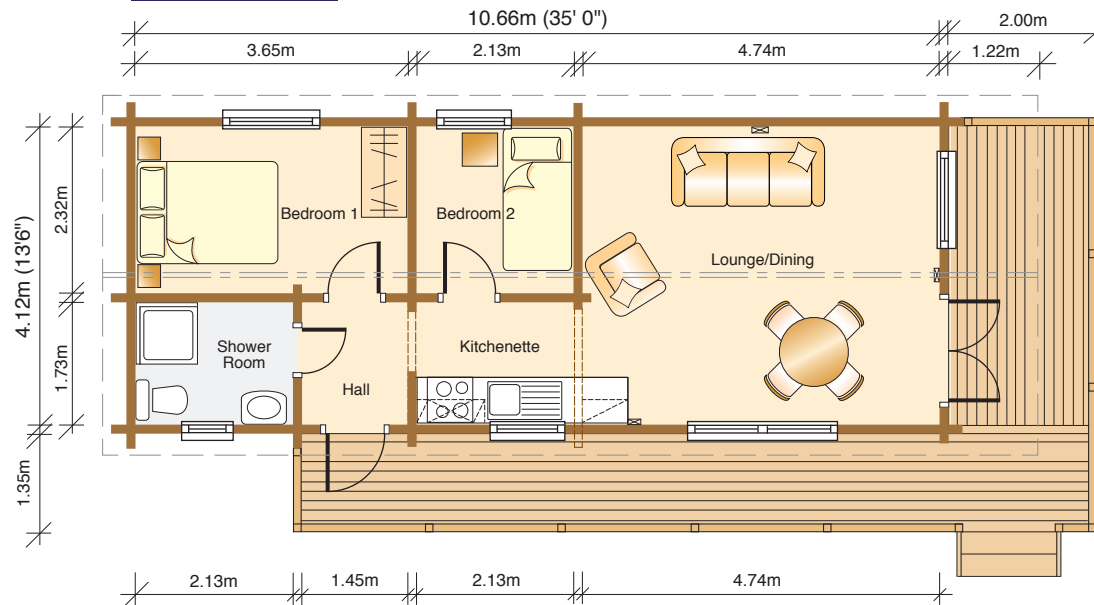 10.66m (35' 0")
2.00m
3.65m
2.13m
4.74m
1.22m
4.12m (13'6")
2.32m
1.73m
1.35m
Bedroom 1
Bedroom 2
Lounge/Dining
Shower
Room
Kitchenette
Hall
2.13m
1.45m
2.13m
4.74m